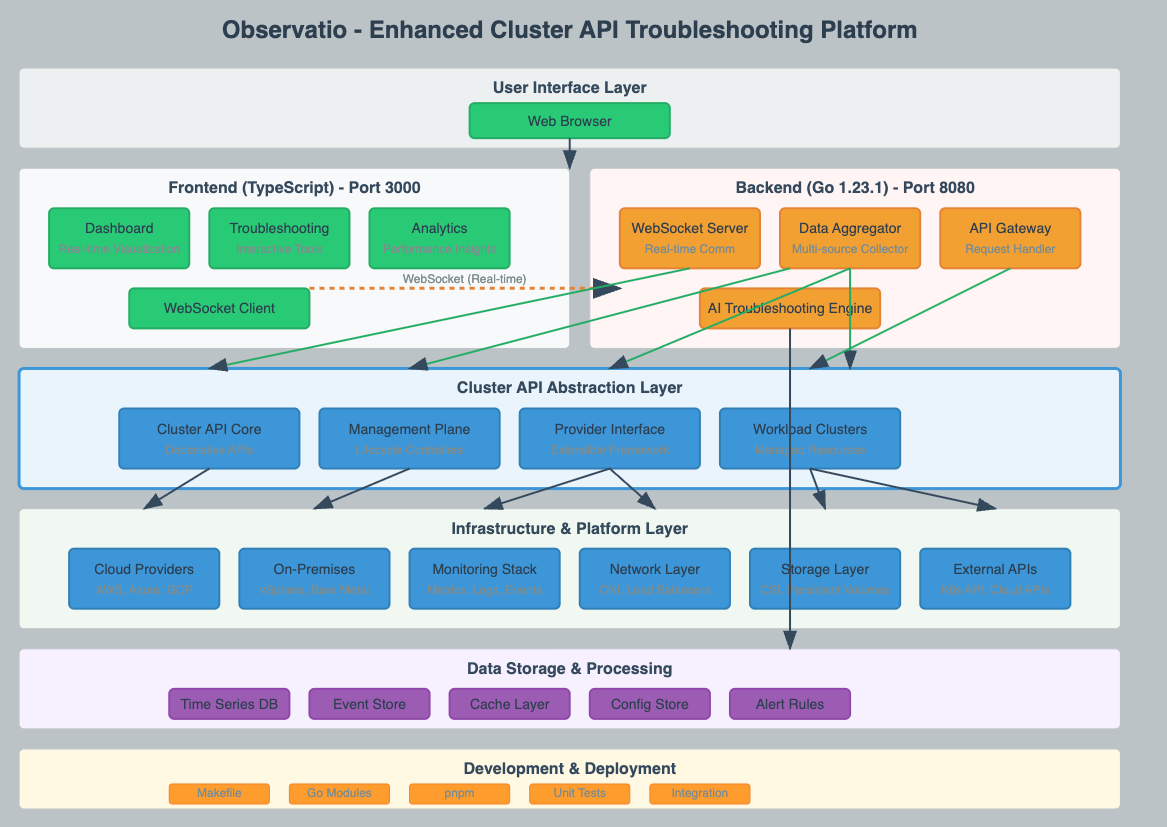 Observatio - Enhanced Cluster API Troubleshooting Platform
User Interface Layer
Web Browser
Frontend (TypeScript) - Port 3000
Dashboard
Real-time Visualization
Troubleshooting
Interactive Tools
Analytics
Performance Insights
WebSocket (Real-time)
WebSocket Client
Backend (Go 1.23.1) - Port 8080
WebSocket Server
Real-time Comm
Data Aggregator
Multi-source Collector
API Gateway
Request Handler
AI Troubleshooting Engine
Cluster API Abstraction Layer
Cluster API Core
Declarative APIs
Management Plane
Lifecycle Controllers
Provider Interface
Extension Framework
Workload Clusters
Managed Resources
Infrastructure & Platform Layer
Cloud Providers
AWS, Azure, GCP
On-Premises
vSphere, Bare Metal
Monitoring Stack
Metrics, Logs, Events
Network Layer
CNI, Load Balancers
Storage Layer
CSI, Persistent Volumes
External APIs
K8s API, Cloud APIs
Data Storage & Processing
Time Series DB
Event Store
Cache Layer
Config Store
Alert Rules
Development & Deployment
Makefile
Go Modules
pnpm
Unit Tests
Integration